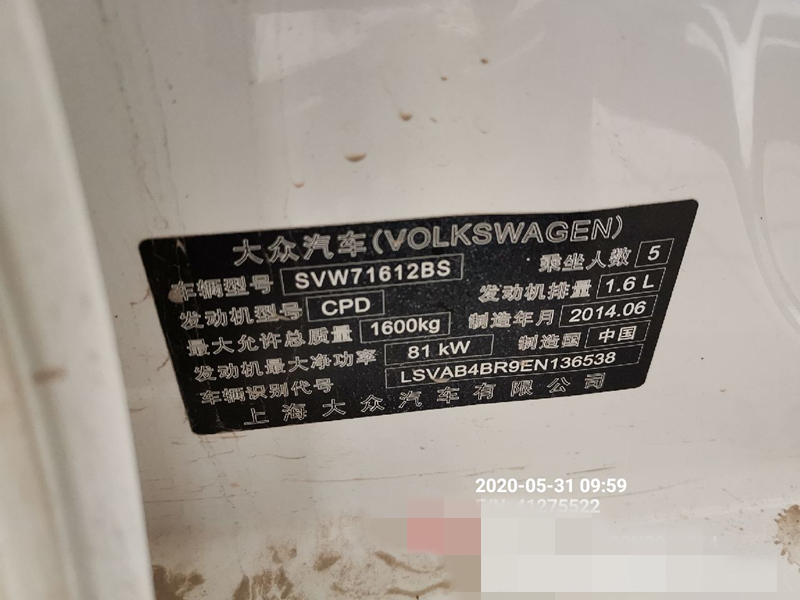 大众汽车(VOLKSWAGEN)
车辆型号 SVW71612BS 乘坐人数 5
发动机型号 CPD 发动机排量 1.6 L
最大允许总质量 1600kg 制造年月 2014.06
发动机最大净功率 81 kW 制造国 中国
车辆识别代号 LSVAB4BR9EN136538
上海大众汽车有限公司
2020-05-31 09:59
41275522